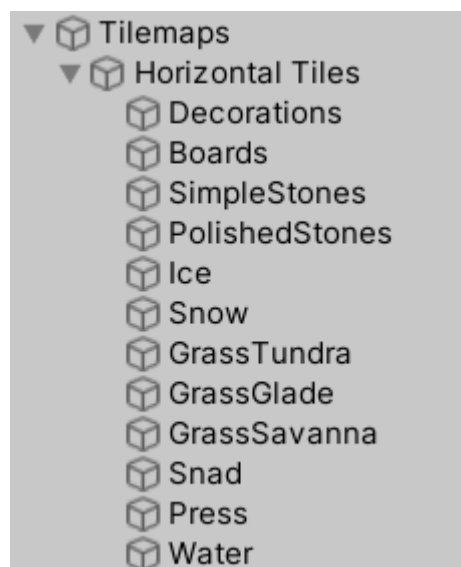 Tilemaps
Horizontal Tiles
Decorations
Boards
SimpleStones
PolishedStones
Ice
Snow
GrassTundra
GrassGlade
GrassSavanna
Snad
Press
Water